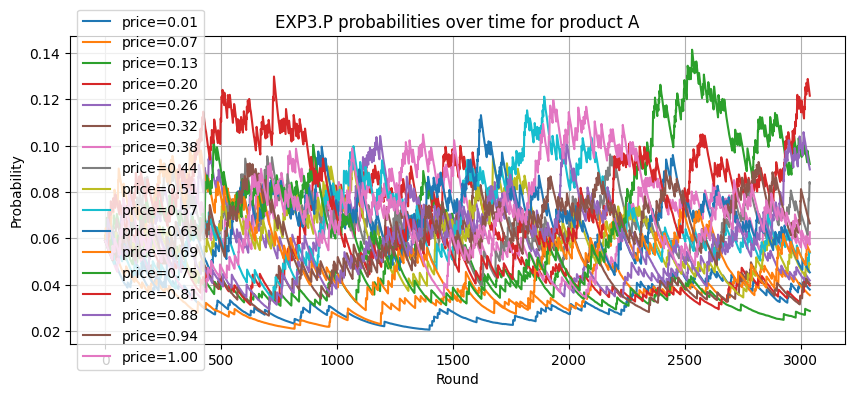 EXP3.P probabilities over time for product A
price=0.01
price=0.07
price=0.13
price=0.20
price=0.26
price=0.32
price=0.38
price=0.44
price=0.51
price=0.57
price=0.63
price=0.69
price=0.75
price=0.81
price=0.88
price=0.94
price=1.00
Probability
0.14
0.12
0.10
0.08
0.06
0.04
0.02
0 500 1000 1500 2000 2500 3000
Round